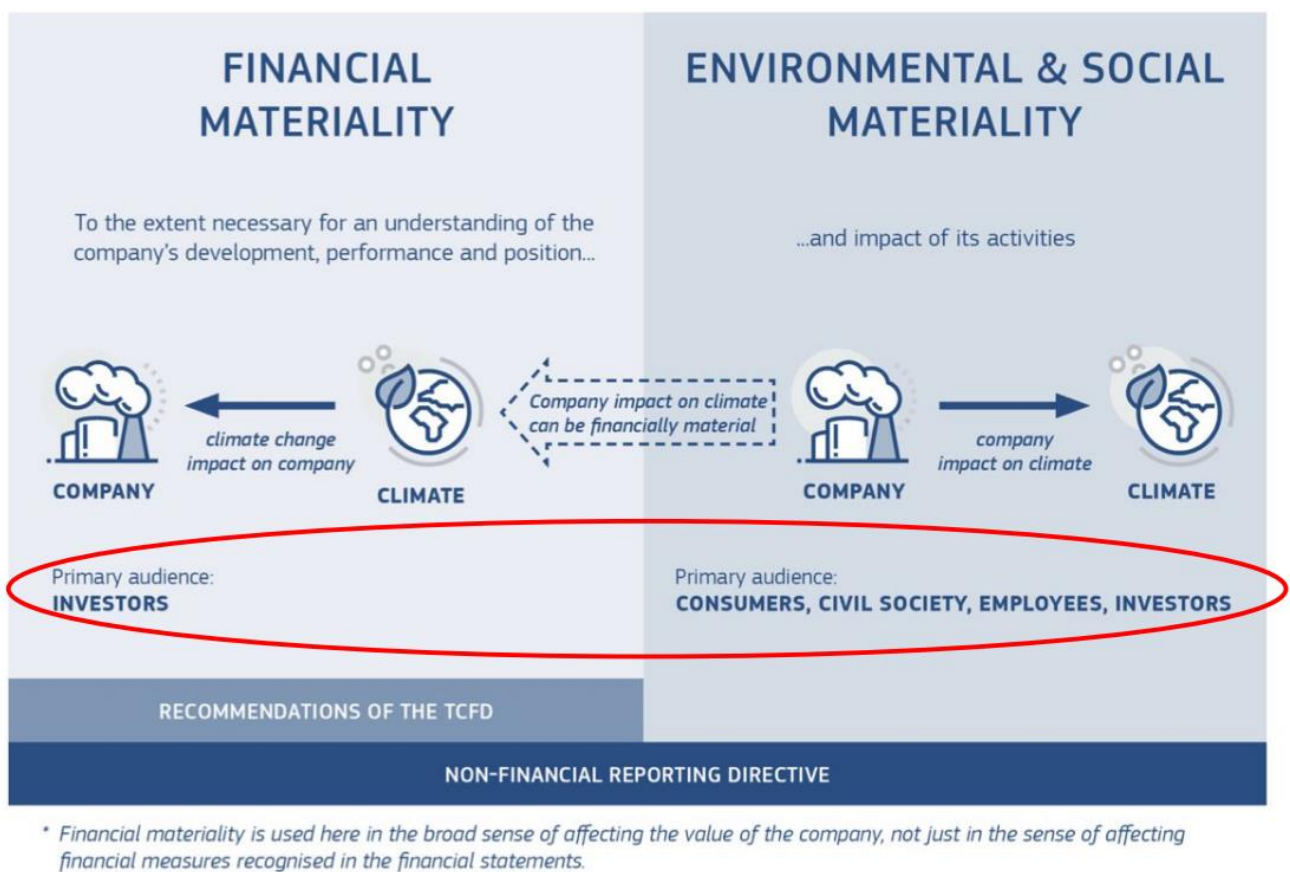 FINANCIAL
MATERIALITY
To the extent necessary for an understanding of the
company's development, performance and position...
ENVIRONMENTAL & SOCIAL
MATERIALITY
...and impact of its activities
climate change
impact on company
COMPANY
CLIMATE
Company impact on climate
can be financially material
company
impact on climate
COMPANY
CLIMATE
Primary audience:
INVESTORS
Primary audience:
CONSUMERS, CIVIL SOCIETY, EMPLOYEES, INVESTORS
RECOMMENDATIONS OF THE TCFD
NON-FINANCIAL REPORTING DIRECTIVE
* Financial materiality is used here in the broad sense of affecting the value of the company, not just in the sense of affecting
financial measures recognised in the financial statements.